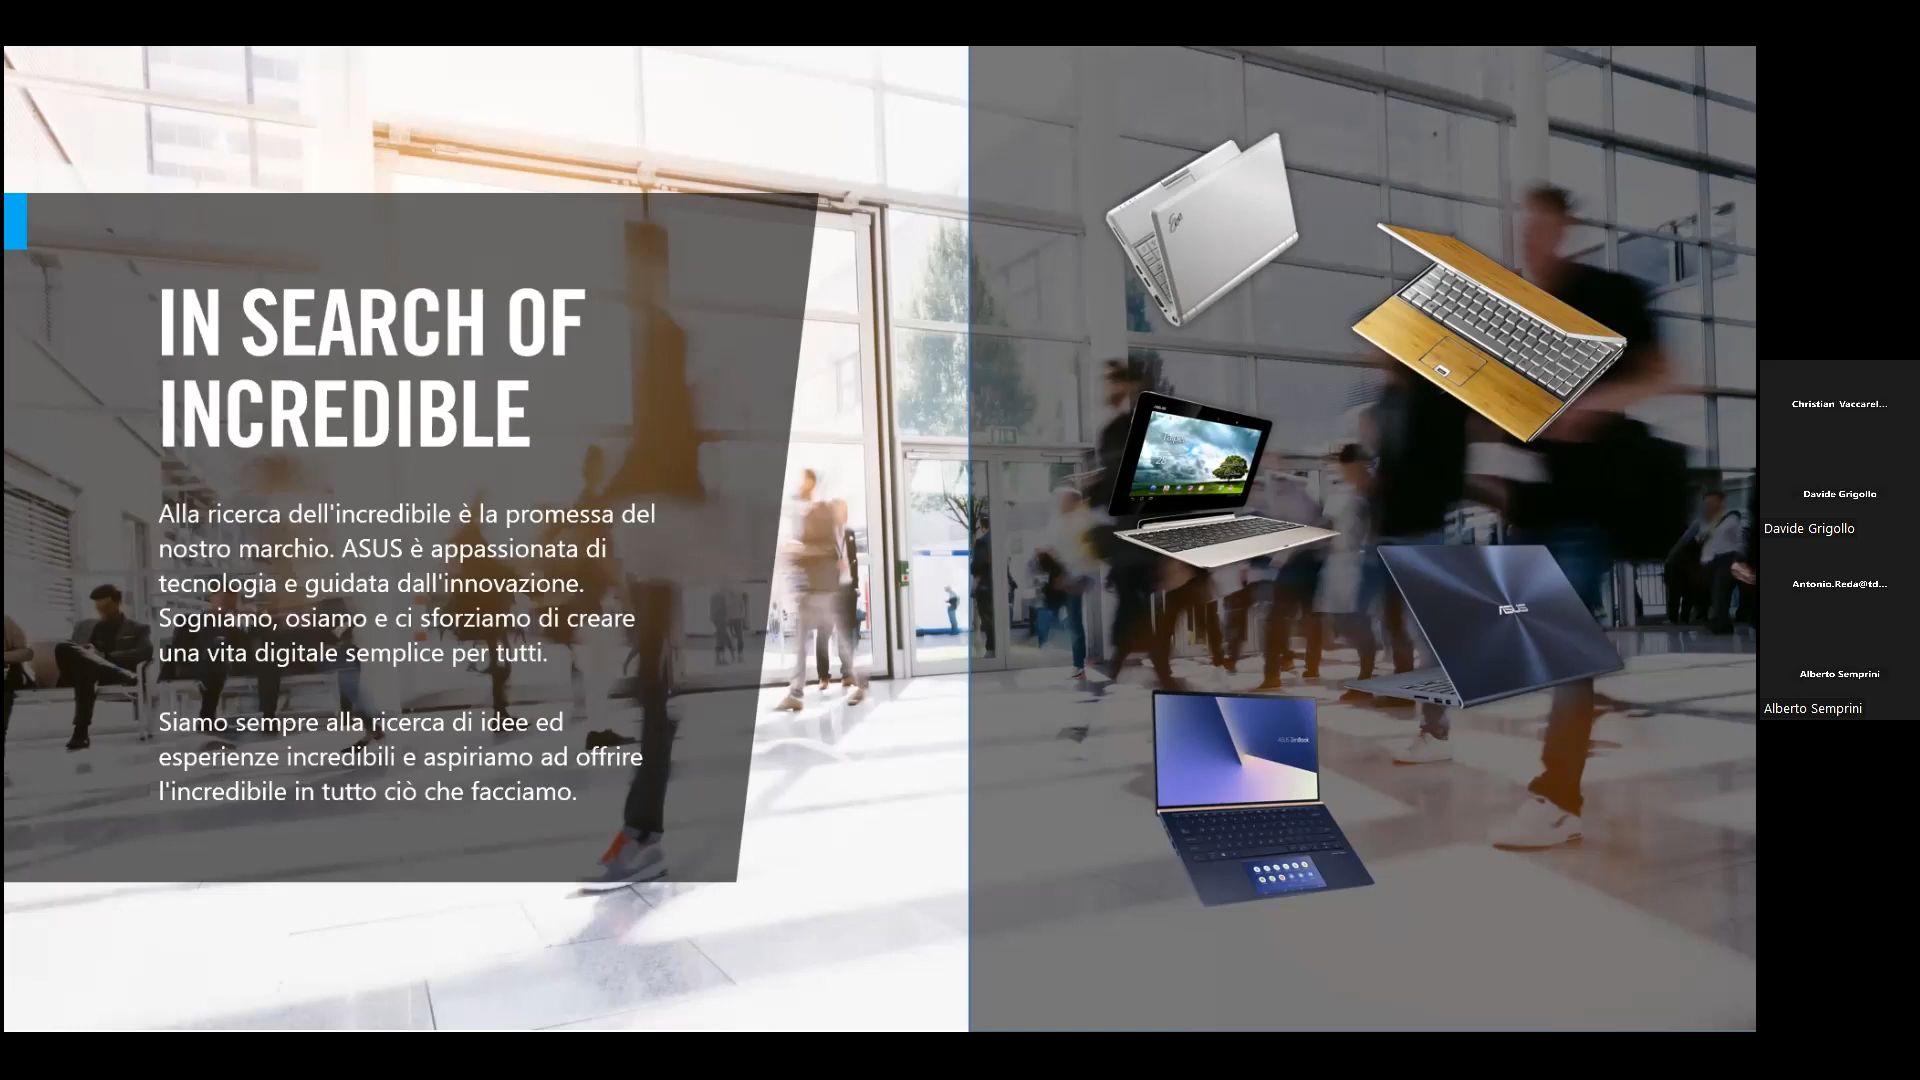 IN SEARCH OF
INCREDIBLE
Alla ricerca dell'incredibile è la promessa del
nostro marchio. ASUS è appassionata di
tecnologia e guidata dall'innovazione.
Sogniamo, osiamo e ci sforziamo di creare
una vita digitale semplice per tutti.
Siamo sempre alla ricerca di idee ed
esperienze incredibili e aspiriamo ad offrire
l'incredibile in tutto ciò che facciamo.
Eee
ASUS
ASUS ZenBook
Christian Vaccarel...
Davide Grigollo
Davide Grigollo
Antonio.Reda@td...
Alberto Semprini
Alberto Semprini